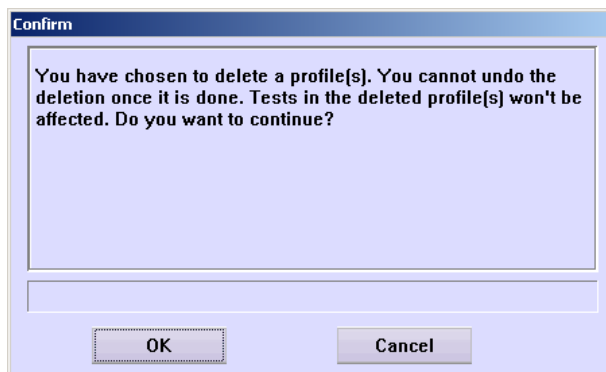 Confirm
You have chosen to delete a profile(s). You cannot undo the
deletion once it is done. Tests in the deleted profile(s) won't be
affected. Do you want to continue?
OK
Cancel